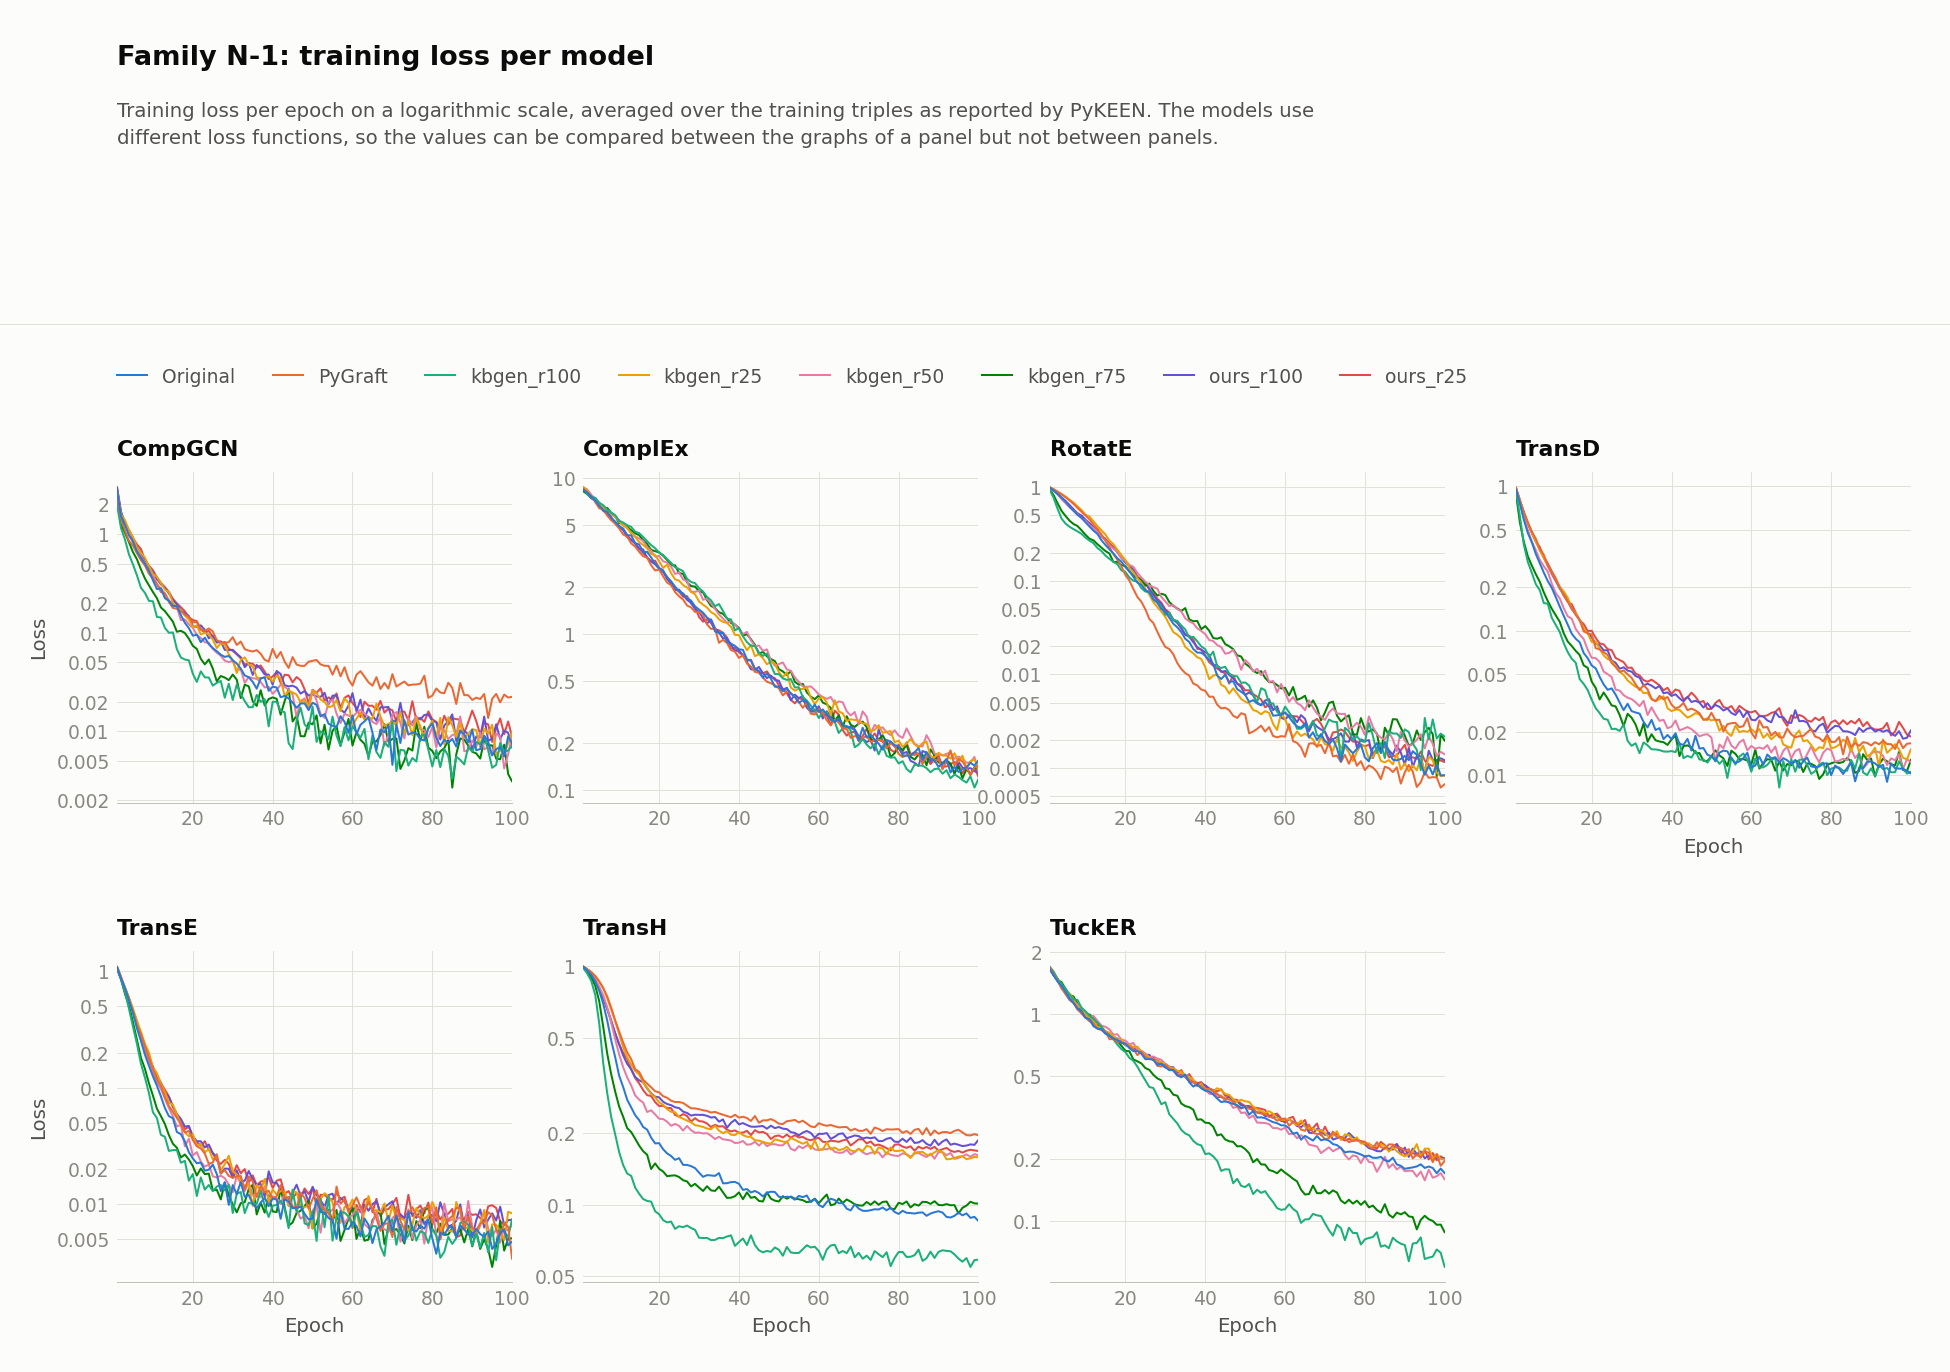 Family N-1: training loss per model
Training loss per epoch on a logarithmic scale, averaged over the training triples as reported by PyKEEN. The models use
different loss functions, so the values can be compared between the graphs of a panel but not between panels.
Original PyGraft kbgen_r100 kbgen_r25 kbgen_r50 kbgen_r75 ours_r100 ours_r25
CompGCN
Loss
2
1
0.5
0.2
0.1
0.05
0.02
0.01
0.005
0.002
20 40 60 80 100
ComplEx
10
5
2
1
0.5
0.2
0.1
20 40 60 80 100
RotatE
1
0.5
0.2
0.1
0.05
0.02
0.01
0.005
0.002
0.001
0.0005
20 40 60 80 100
TransD
1
0.5
0.2
0.1
0.05
0.02
0.01
20 40 60 80 100
Epoch
TransE
Loss
1
0.5
0.2
0.1
0.05
0.02
0.01
0.005
20 40 60 80 100
Epoch
TransH
1
0.5
0.2
0.1
0.05
20 40 60 80 100
Epoch
TuckER
2
1
0.5
0.2
0.1
20 40 60 80 100
Epoch